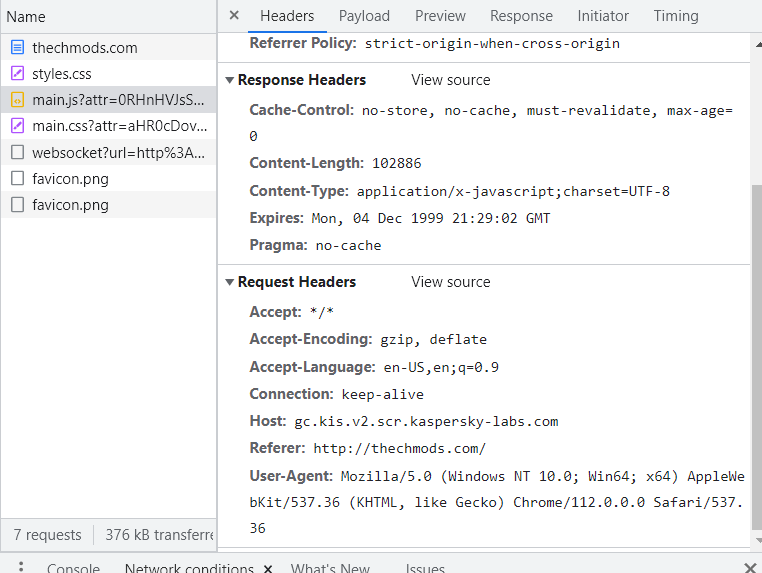 Name
thechmods.com
styles.css
main.js?attr=0RHnHVJsS...
main.css?attr=aHR0cDov...
websocket?url=http%3A...
favicon.png
favicon.png
7 requests 376 kB transferre
× Headers Payload Preview Response Initiator Timing
Referrer Policy: strict-origin-when-cross-origin
Response Headers View source
Cache-Control: no-store, no-cache, must-revalidate, max-age=
0
Content-Length: 102886
Content-Type: application/x-javascript;charset=UTF-8
Expires: Mon, 04 Dec 1999 21:29:02 GMT
Pragma: no-cache
Request Headers View source
Accept: */*
Accept-Encoding: gzip, deflate
Accept-Language: en-US,en;q=0.9
Connection: keep-alive
Host: gc.kis.v2.scr.kaspersky-labs.com
Referer: http://thechmods.com/
User-Agent: Mozilla/5.0 (Windows NT 10.0; Win64; x64) AppleWe
bKit/537.36 (KHTML, like Gecko) Chrome/112.0.0.0 Safari/537.
36
Console Network conditions × What's New Issues ×